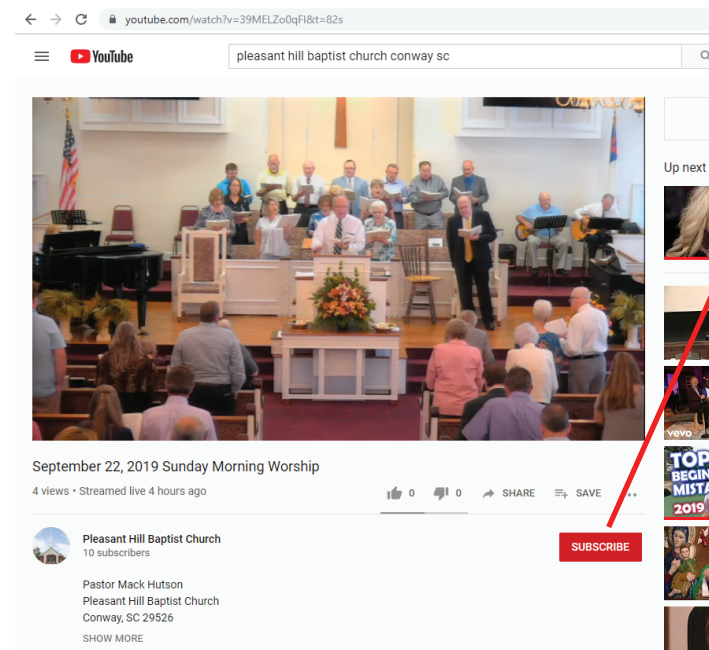 youtube.com/watch?v=39MELZo0qFI&t=82s
YouTube
pleasant hill baptist church conway sc
Up next
vevo
TOP
BEGIN
MISTA
2019
September 22, 2019 Sunday Morning Worship
4 views • Streamed live 4 hours ago
0
0
SHARE
SAVE
Pleasant Hill Baptist Church
10 subscribers
SUBSCRIBE
Pastor Mack Hutson
Pleasant Hill Baptist Church
Conway, SC 29526
SHOW MORE